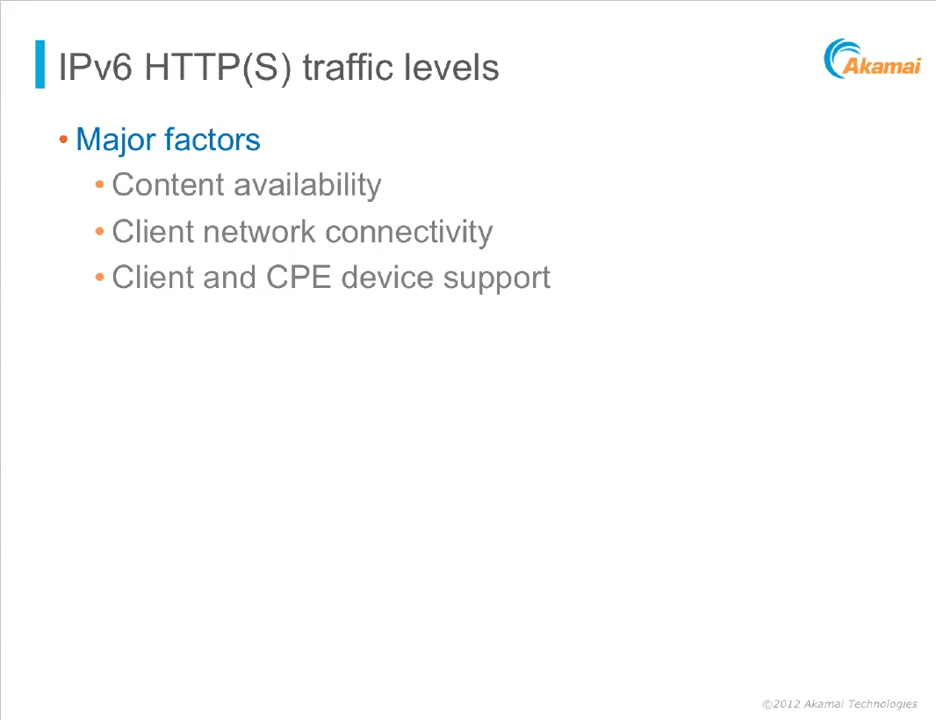 IPv6 HTTP(S) traffic levels
Akamai
• Major factors
• Content availability
• Client network connectivity
• Client and CPE device support
©2012 Akamai Technologies